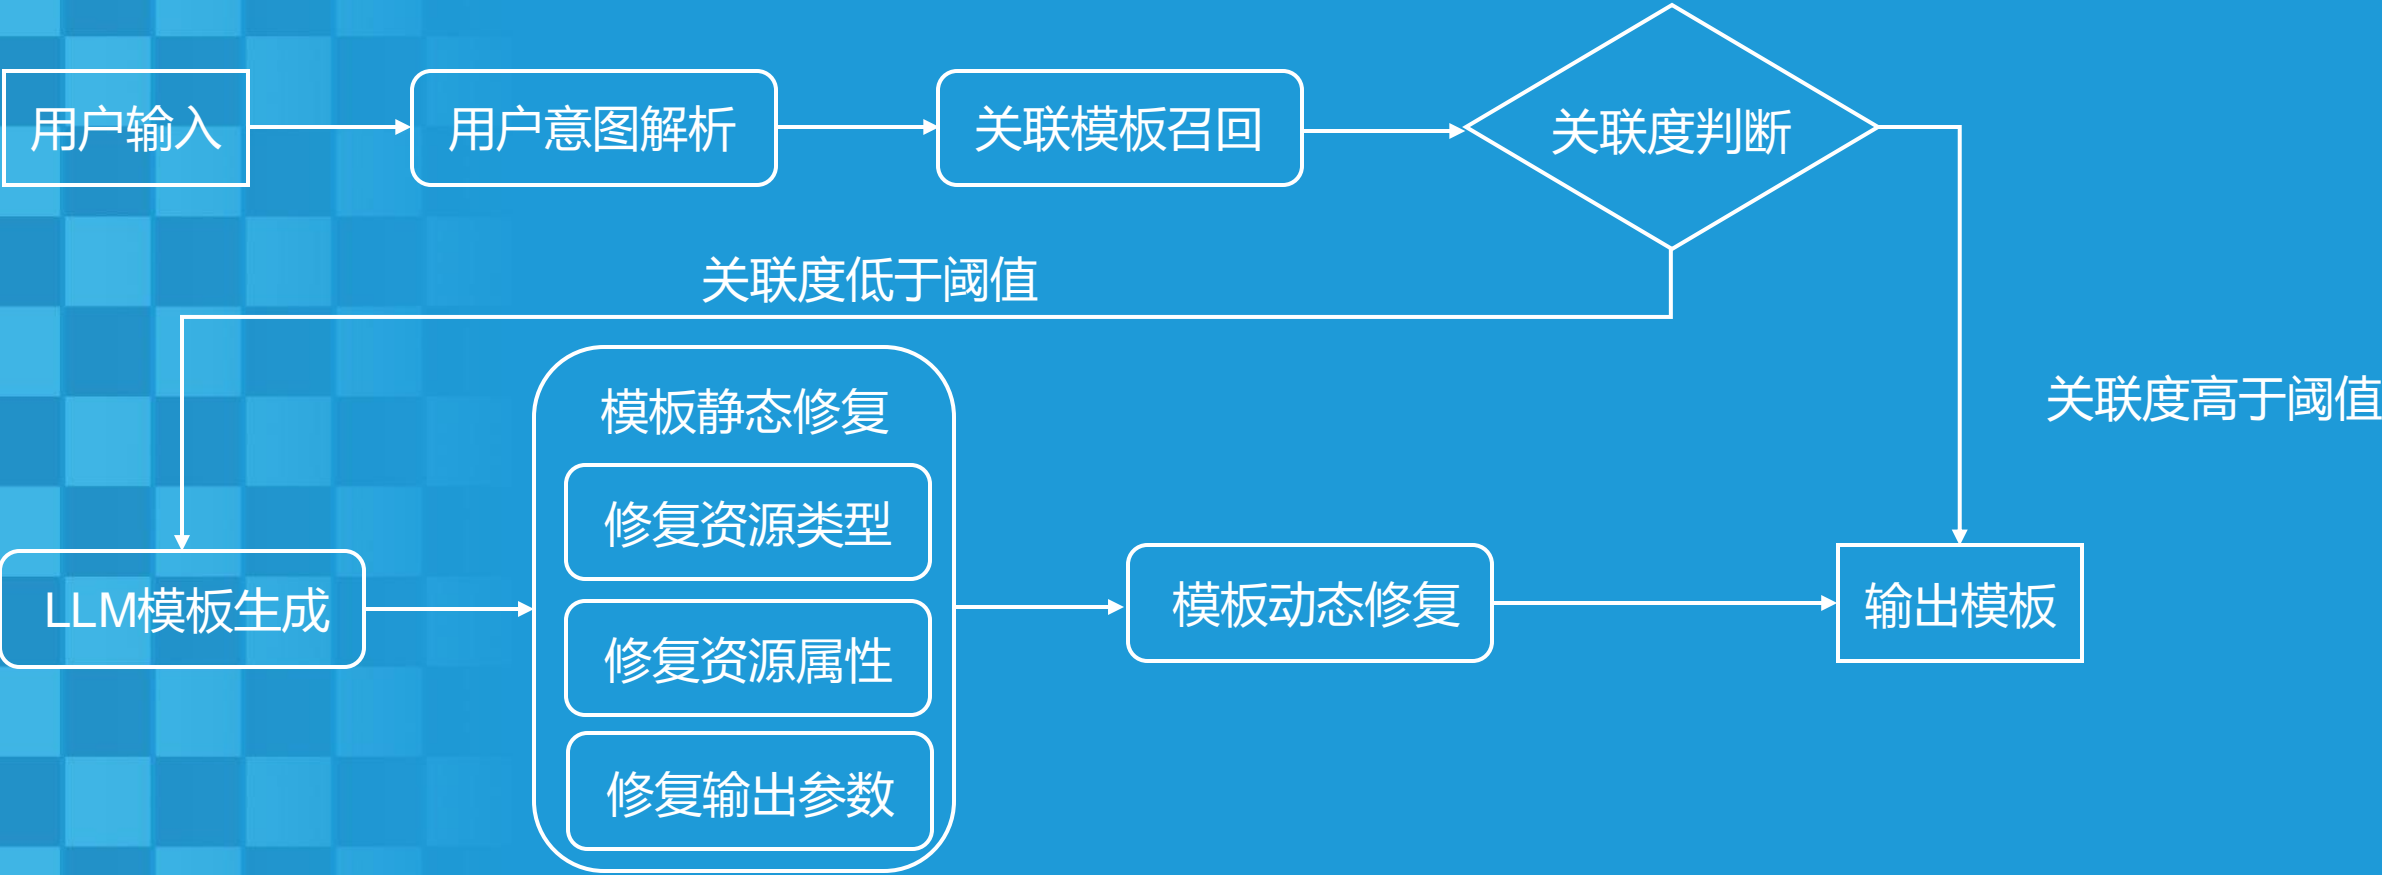 用户输入
用户意图解析
关联模板召回
关联度判断
关联度低于阈值
关联度高于阈值
LLM模板生成
模板静态修复
修复资源类型
修复资源属性
修复输出参数
模板动态修复
输出模板